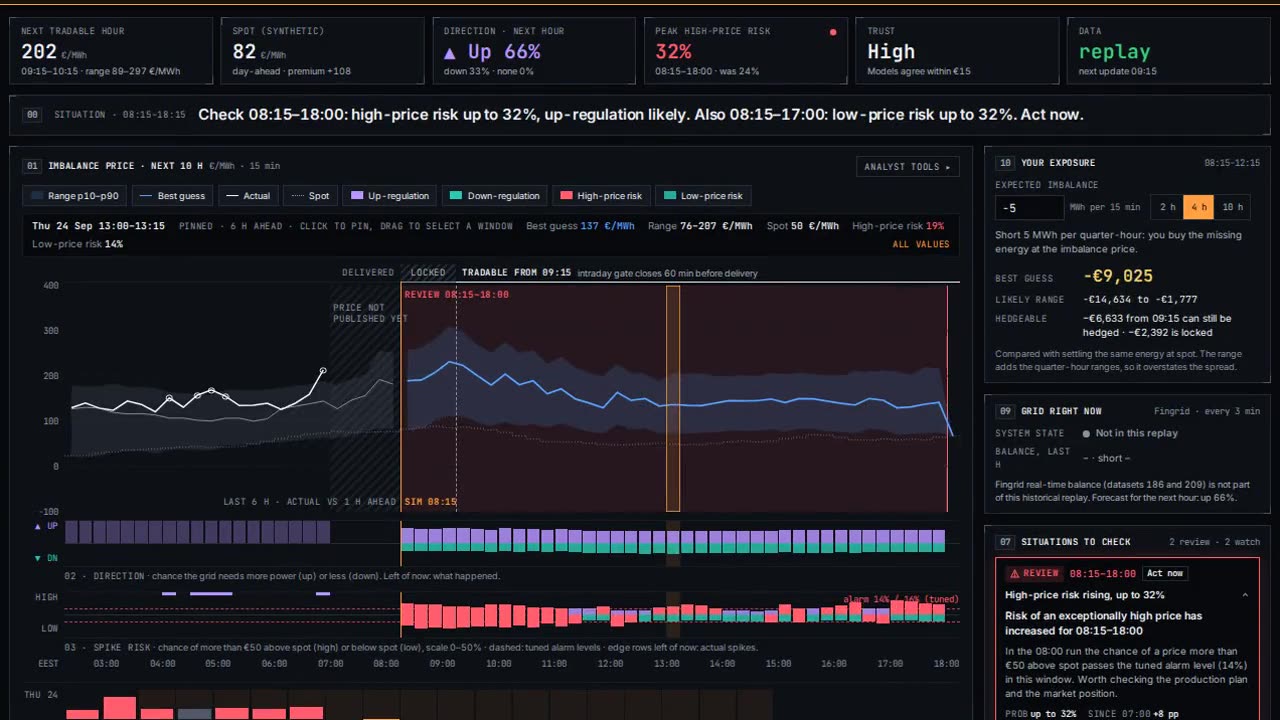 NEXT TRADABLE HOUR
202 €/MWh
09:15–10:15 · range 89–297 €/MWh
SPOT (SYNTHETIC)
82 €/MWh
day-ahead · premium +108
DIRECTION · NEXT HOUR
▲ Up 66%
down 33% · none 0%
PEAK HIGH-PRICE RISK
32%
08:15–18:00 · was 24%
TRUST
High
Models agree within €15
DATA
replay
next update 09:15
00 SITUATION · 08:15–18:15 Check 08:15–18:00: high-price risk up to 32%, up-regulation likely. Also 08:15–17:00: low-price risk up to 32%. Act now.
01 IMBALANCE PRICE · NEXT 10 H €/MWh · 15 min
ANALYST TOOLS ▸
Range p10–p90 Best guess Actual Spot Up-regulation Down-regulation High-price risk Low-price risk
Thu 24 Sep 13:00–13:15 PINNED · 6 H AHEAD · CLICK TO PIN, DRAG TO SELECT A WINDOW Best guess 137 €/MWh Range 76–207 €/MWh Spot 50 €/MWh High-price risk 19%
Low-price risk 14% ALL VALUES
DELIVERED LOCKED TRADABLE FROM 09:15 intraday gate closes 60 min before delivery
400
REVIEW 08:15–18:00
PRICE NOT
PUBLISHED YET
300
200
100
0
LAST 6 H · ACTUAL VS 1 H AHEAD SIM 08:15
-100
▲ UP
▼ DN
02 · DIRECTION · chance the grid needs more power (up) or less (down). Left of now: what happened.
HIGH
alarm 14% / 16% (tuned)
LOW
03 · SPIKE RISK · chance of more than €50 above spot (high) or below spot (low), scale 0–50% · dashed: tuned alarm levels · edge rows left of now: actual spikes.
EEST 03:00 04:00 05:00 06:00 07:00 08:00 09:00 10:00 11:00 12:00 13:00 14:00 15:00 16:00 17:00 18:00
THU 24
10 YOUR EXPOSURE 08:15–12:15
EXPECTED IMBALANCE
-5 MWh per 15 min 2 h 4 h 10 h
Short 5 MWh per quarter-hour: you buy the missing
energy at the imbalance price.
BEST GUESS -€9,025
LIKELY RANGE −€14,634 to −€1,777
HEDGEABLE −€6,633 from 09:15 can still be
hedged · −€2,392 is locked
Compared with settling the same energy at spot. The range
adds the quarter-hour ranges, so it overstates the spread.
09 GRID RIGHT NOW Fingrid · every 3 min
SYSTEM STATE Not in this replay
BALANCE, LAST
H
– · short –
Fingrid real-time balance (datasets 186 and 209) is not part
of this historical replay. Forecast for the next hour: up 66%.
07 SITUATIONS TO CHECK 2 review · 2 watch
REVIEW 08:15–18:00 Act now
High-price risk rising, up to 32%
Risk of an exceptionally high price has
increased for 08:15–18:00
In the 08:00 run the chance of a price more than
€50 above spot passes the tuned alarm level (14%)
in this window. Worth checking the production plan
and the market position.
PROB up to 32% SINCE 07:00 +8 pp